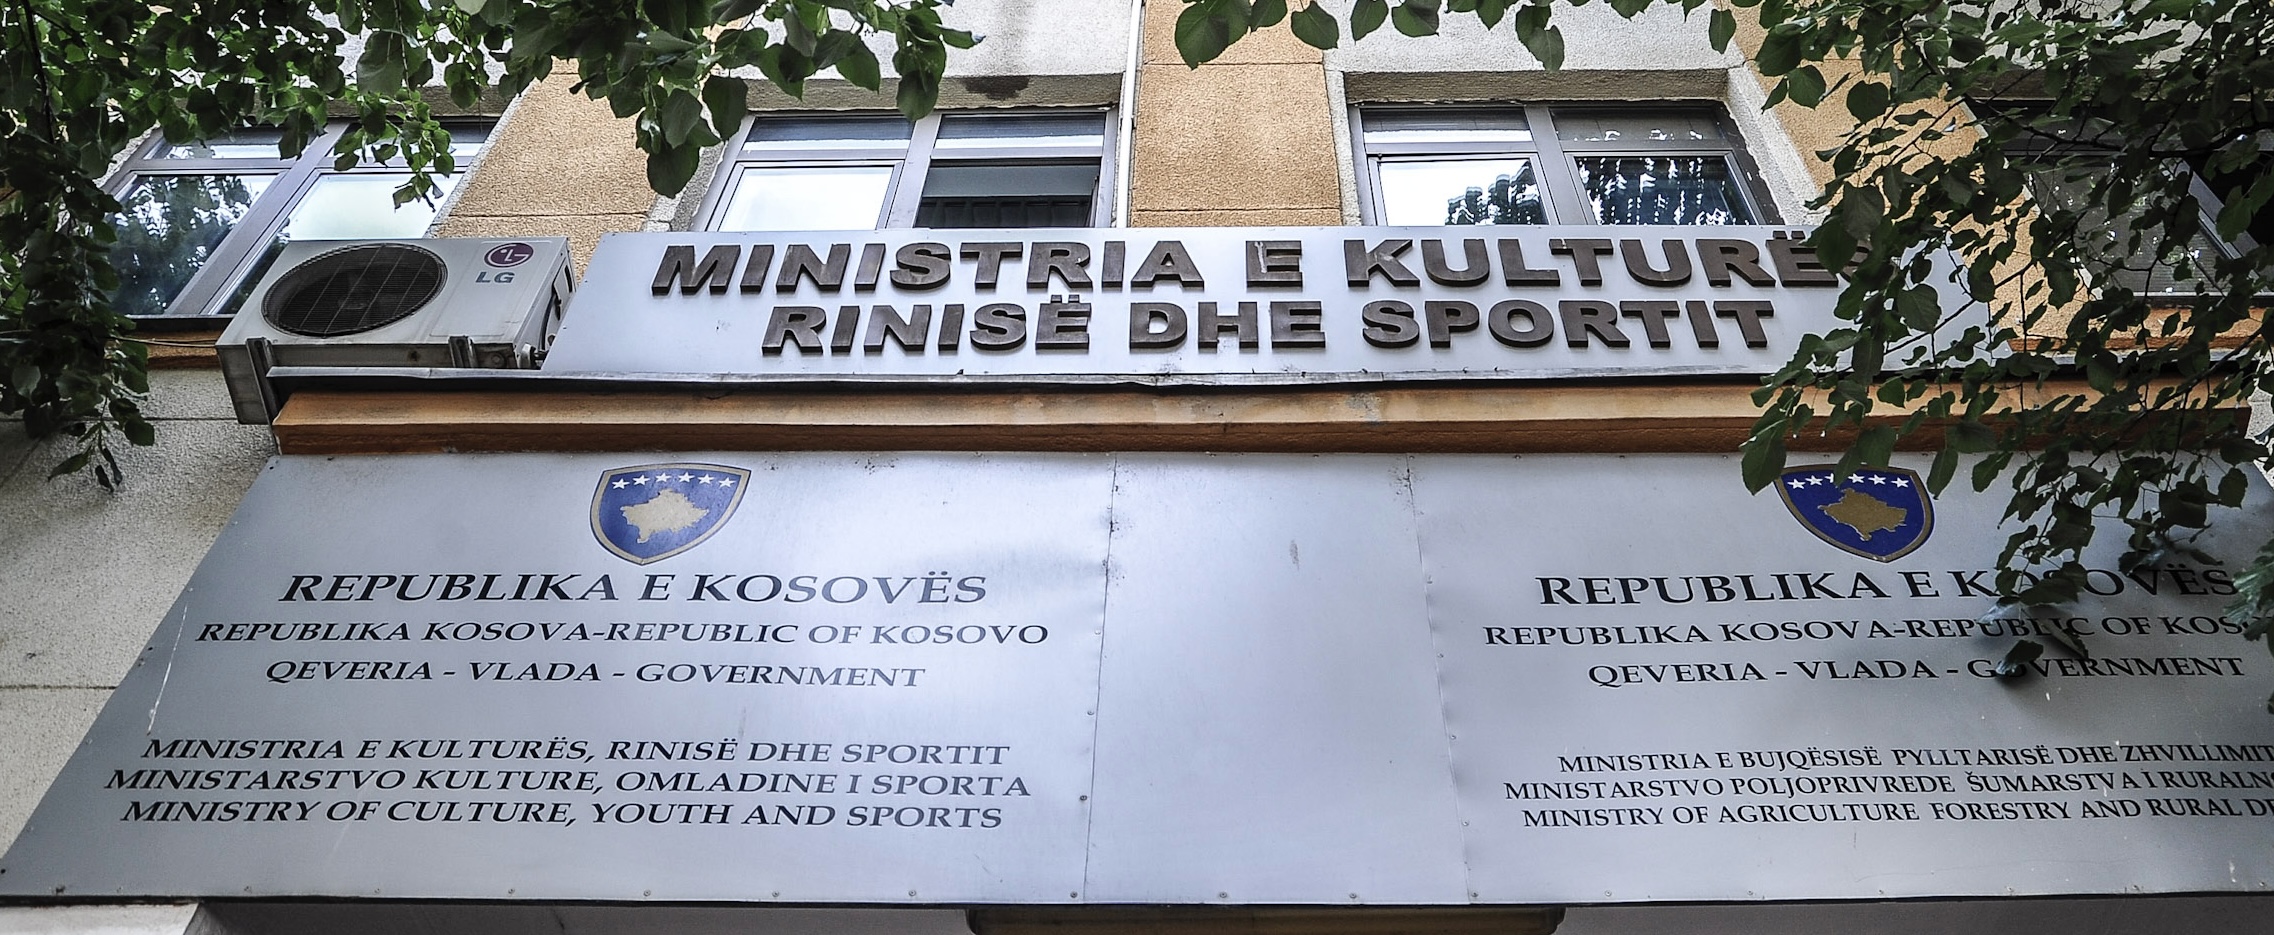 LG
MINISTRIA E KULTURËS
RINISË DHE SPORTIT
REPUBLIKA E KOSOVËS
REPUBLIKA KOSOVA-REPUBLIC OF KOSOVO
QEVERIA - VLADA - GOVERNMENT
MINISTRIA E KULTURËS, RINISË DHE SPORTIT
MINISTARSTVO KULTURE, OMLADINE I SPORTA
MINISTRY OF CULTURE, YOUTH AND SPORTS
REPUBLIKA E KOSOVËS
REPUBLIKA KOSOVA-REPUBLIC OF
QEVERIA - VLADA - GOVERNMENT
MINISTRIA E BUJQËSISË PYLLTARISË DHE ZHVILLIMIT
MINISTARSTVO POLJOPRIVREDE ŠUMARSTVA I
MINISTRY OF AGRICULTURE FORESTRY AND RURAL